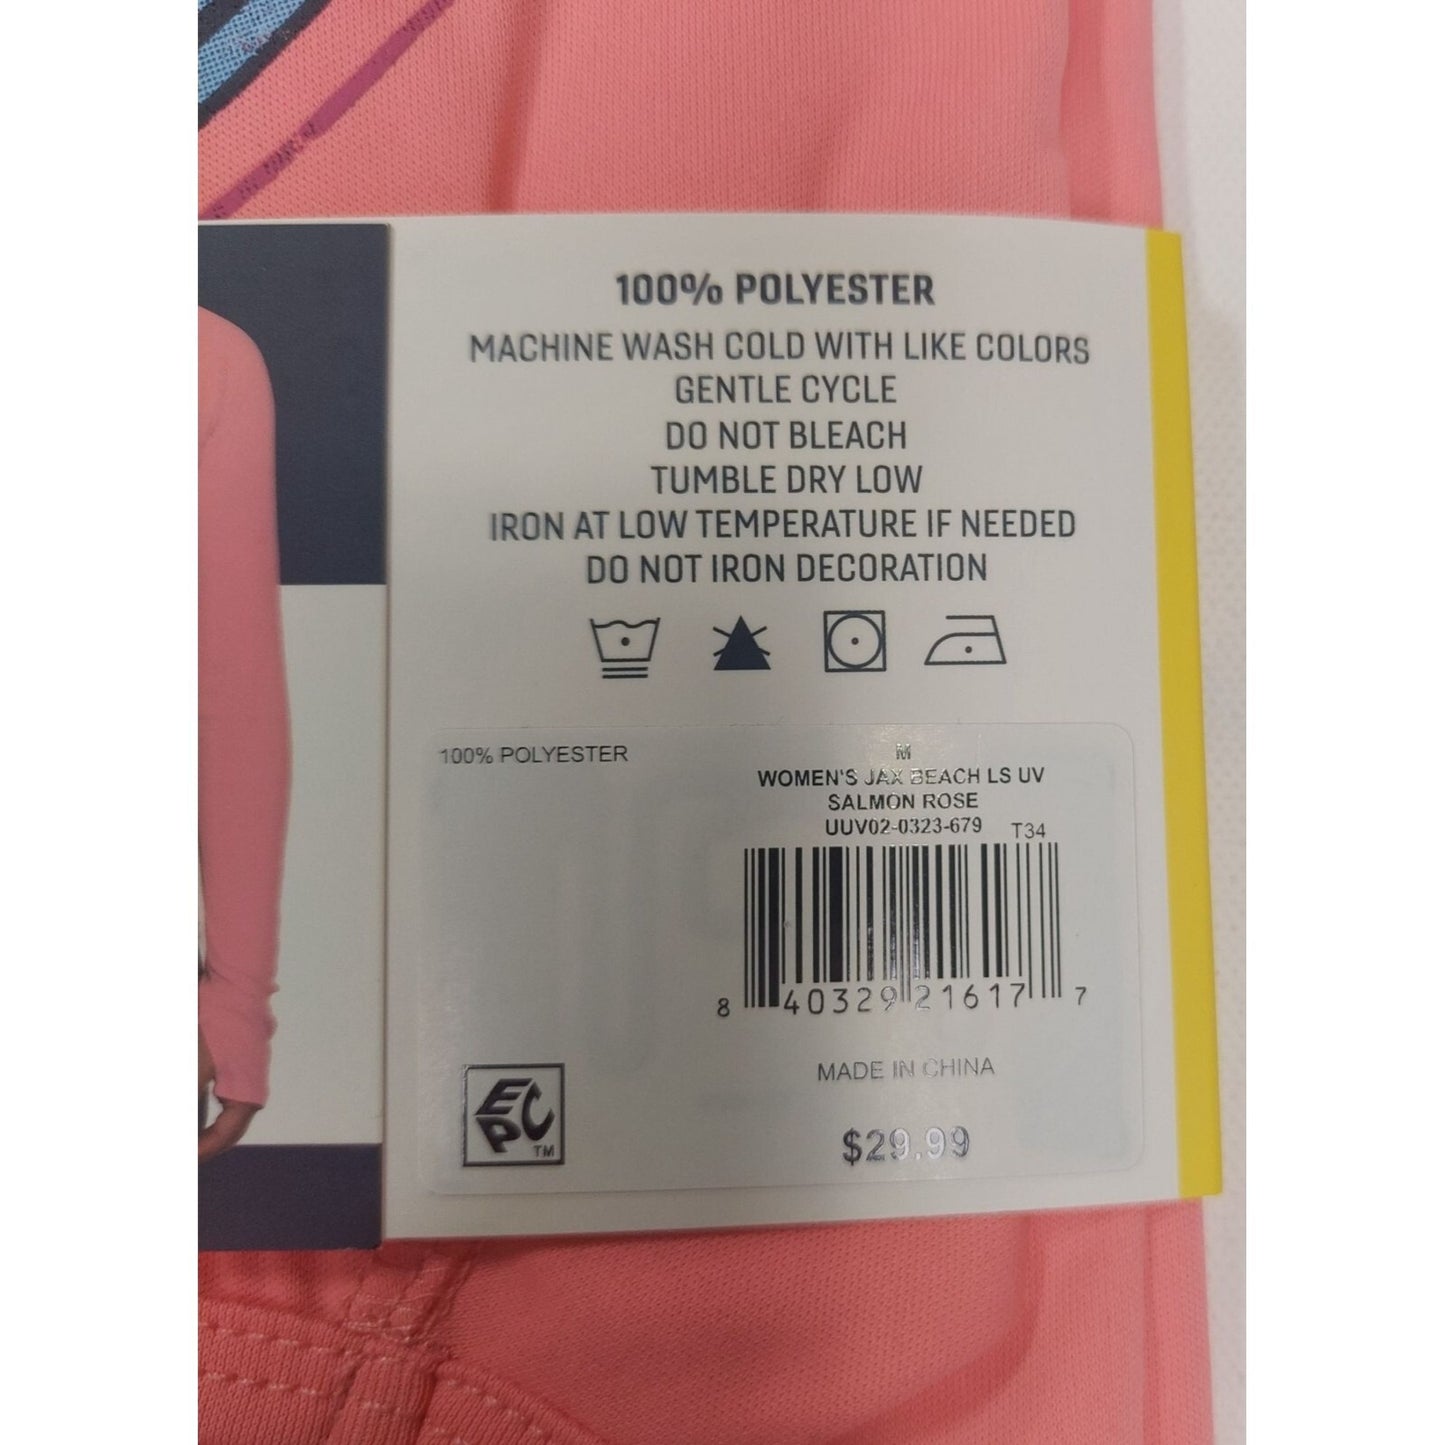 100% POLYESTER
MACHINE WASH COLD WITH LIKE COLORS
GENTLE CYCLE
DO NOT BLEACH
TUMBLE DRY LOW
IRON AT LOW TEMPERATURE IF NEEDED
DO NOT IRON DECORATION
100% POLYESTER
M
WOMEN'S JAX BEACH LS UV
SALMON ROSE
UUV02-0323-679 T34
8 40329 21617 7
MADE IN CHINA
EPC™
$29.99